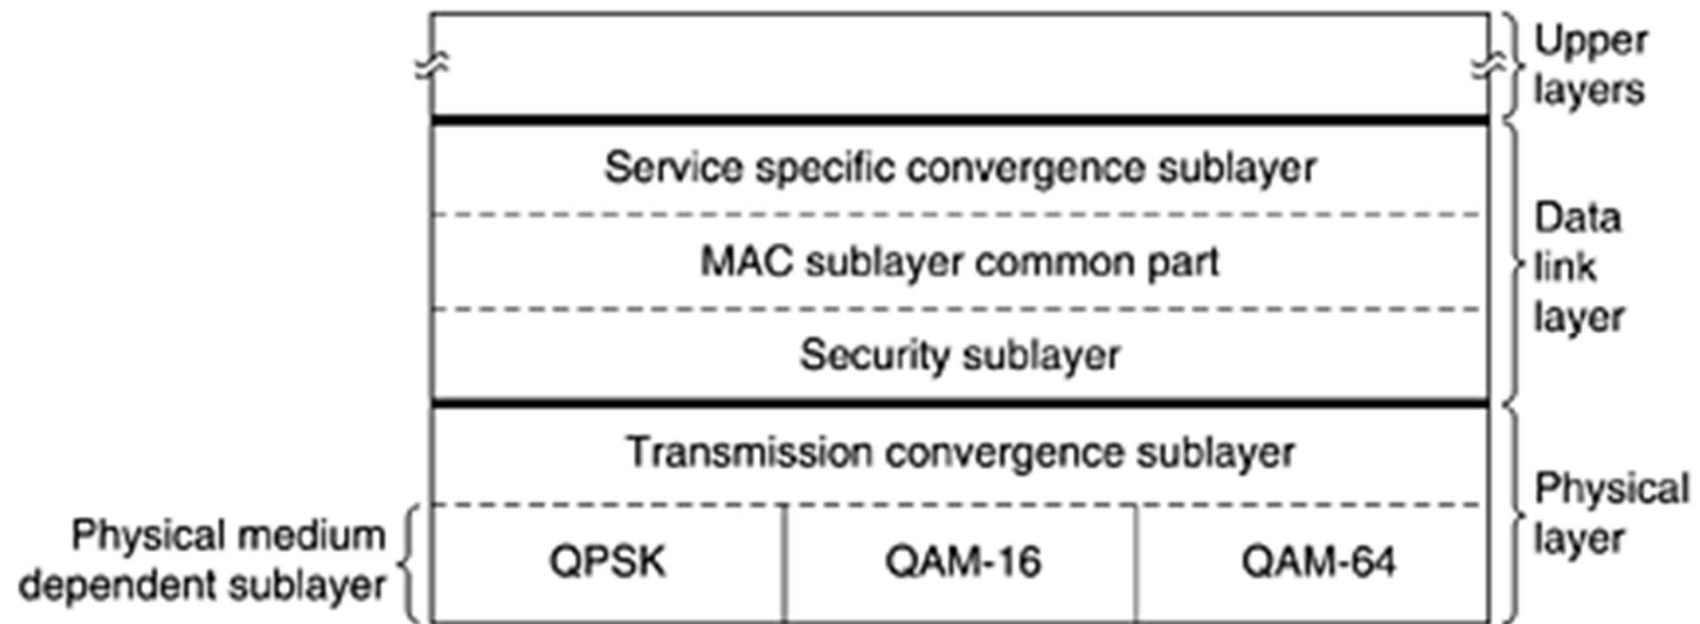 Upper
layers
Service specific convergence sublayer
Data
link
layer
MAC sublayer common part
Security sublayer
Transmission convergence sublayer
Physical
layer
Physical medium
dependent sublayer
QPSK
QAM-16
QAM-64